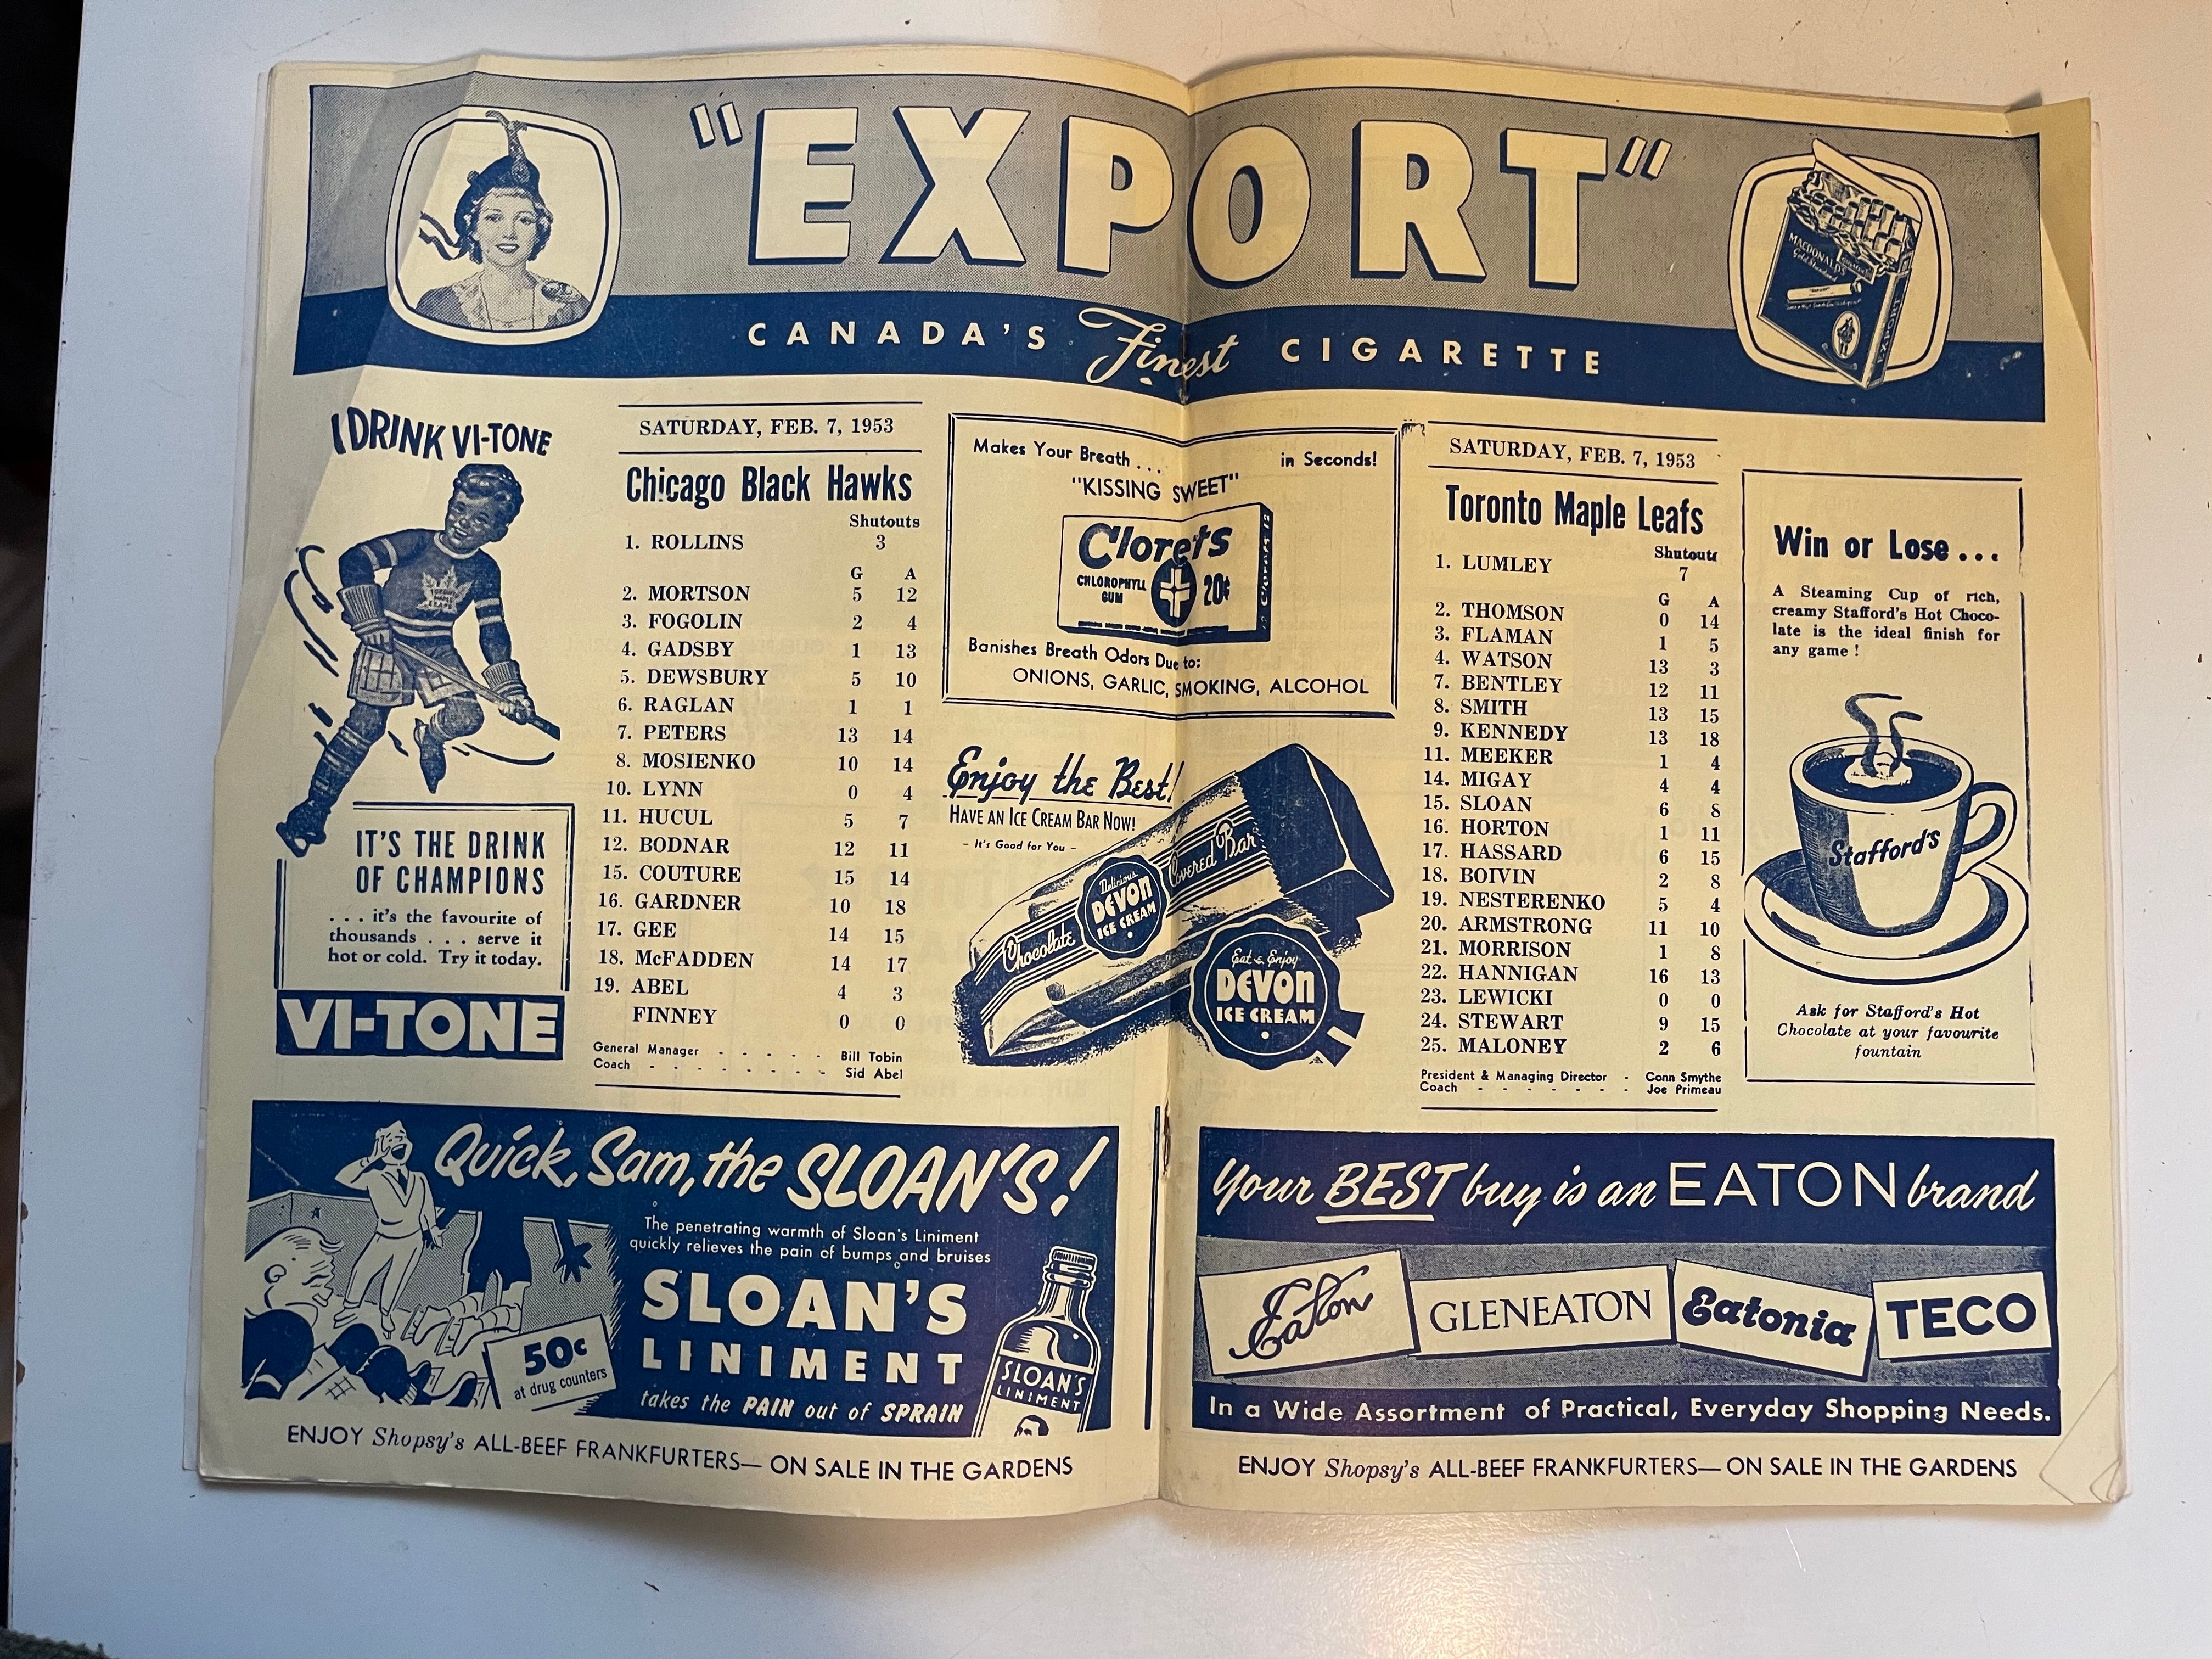 "EXPORT"
CANADA'S Finest CIGARETTE
MACDONALD'S
Gold Standard
EXPORT
I DRINK VI-TONE
TORONTO
MAPLE
LEAFS
IT'S THE DRINK
OF CHAMPIONS
. . . it's the favourite of
thousands . . . serve it
hot or cold. Try it today.
VI-TONE
SATURDAY, FEB. 7, 1953
Chicago Black Hawks
Shutouts
1. ROLLINS 3
G A
2. MORTSON 5 12
3. FOGOLIN 2 4
4. GADSBY 1 13
5. DEWSBURY 5 10
6. RAGLAN 1 1
7. PETERS 13 14
8. MOSIENKO 10 14
10. LYNN 0 4
11. HUCUL 5 7
12. BODNAR 12 11
15. COUTURE 15 14
16. GARDNER 10 18
17. GEE 14 15
18. McFADDEN 14 17
19. ABEL 4 3
FINNEY 0 0
General Manager - - - - - Bill Tobin
Coach - - - - - - - - Sid Abel
Makes Your Breath . . . in Seconds!
"KISSING SWEET"
Clorets
CHLOROPHYLL
GUM
20¢
Clorets 12
Banishes Breath Odors Due to:
ONIONS, GARLIC, SMOKING, ALCOHOL
Enjoy the Best!
HAVE AN ICE CREAM BAR NOW!
- It's Good for You -
Chocolate
Delicious
DEVON
ICE CREAM
Covered Bar
Eat & Enjoy
DEVON
ICE CREAM
SATURDAY, FEB. 7, 1953
Toronto Maple Leafs
Shutouts
1. LUMLEY 7
G A
2. THOMSON 0 14
3. FLAMAN 1 5
4. WATSON 13 3
7. BENTLEY 12 11
8. SMITH 13 15
9. KENNEDY 13 18
11. MEEKER 1 4
14. MIGAY 4 4
15. SLOAN 6 8
16. HORTON 1 11
17. HASSARD 6 15
18. BOIVIN 2 8
19. NESTERENKO 5 4
20. ARMSTRONG 11 10
21. MORRISON 1 8
22. HANNIGAN 16 13
23. LEWICKI 0 0
24. STEWART 9 15
25. MALONEY 2 6
President & Managing Director - Conn Smythe
Coach - - - - - - - Joe Primeau
Win or Lose . . .
A Steaming Cup of rich,
creamy Stafford's Hot Choco-
late is the ideal finish for
any game !
Stafford's
Ask for Stafford's Hot
Chocolate at your favourite
fountain
Quick, Sam, the SLOAN'S!
The penetrating warmth of Sloan's Liniment
quickly relieves the pain of bumps and bruises
SLOAN'S
LINIMENT
takes the PAIN out of SPRAIN
50¢
at drug counters
SLOAN'S
LINIMENT
ENJOY Shopsy's ALL-BEEF FRANKFURTERS— ON SALE IN THE GARDENS
Your BEST buy is an EATON brand
Eaton
GLENEATON
Eatonia
TECO
In a Wide Assortment of Practical, Everyday Shopping Needs.
ENJOY Shopsy's ALL-BEEF FRANKFURTERS— ON SALE IN THE GARDENS